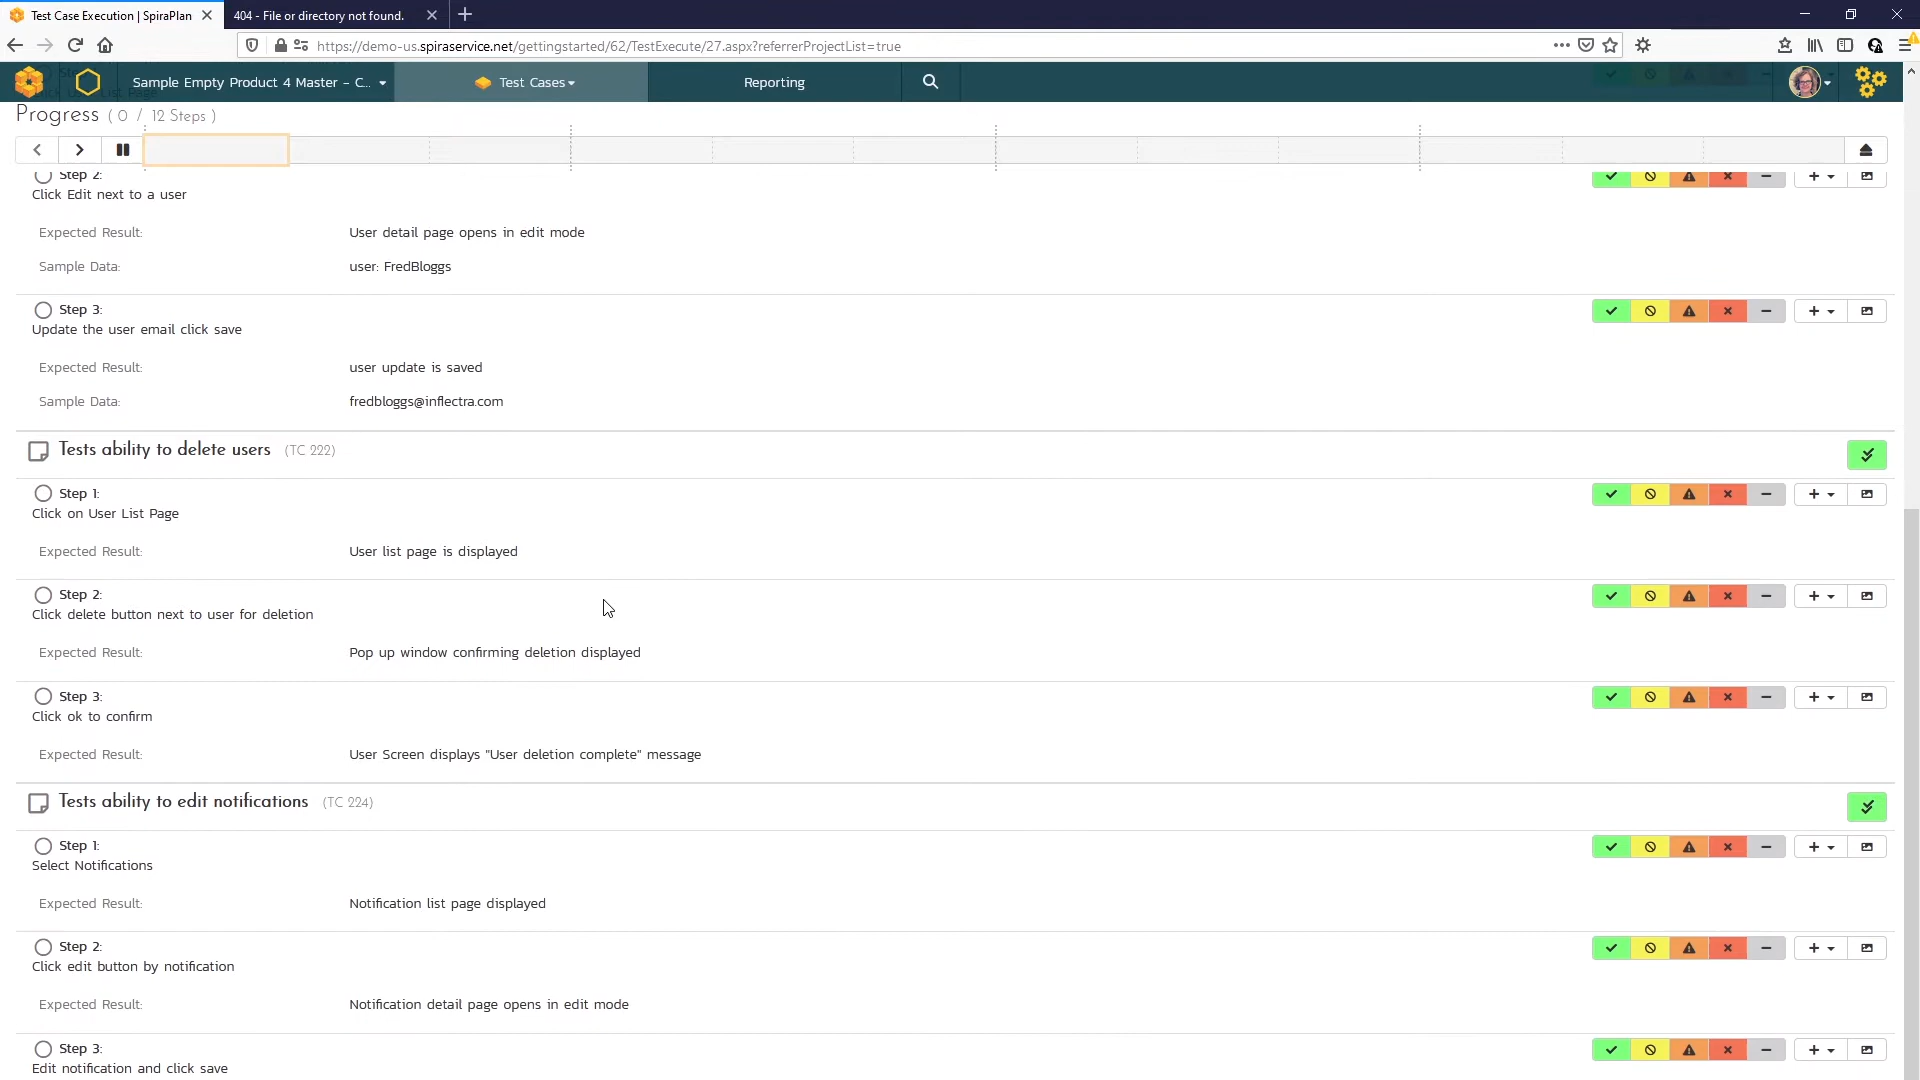 Test Case Execution | SpiraPlan
404 - File or directory not found.
https://demo-us.spiraservice.net/gettingstarted/62/TestExecute/27.aspx?referrerProjectList=true
Sample Empty Product 4 Master - C...
Test Cases
Reporting
Progress ( 0 / 12 Steps )
Step 2:
Click Edit next to a user
Expected Result: User detail page opens in edit mode
Sample Data: user: FredBloggs
Step 3:
Update the user email click save
Expected Result: user update is saved
Sample Data: fredbloggs@inflectra.com
Tests ability to delete users (TC 222)
Step 1:
Click on User List Page
Expected Result: User list page is displayed
Step 2:
Click delete button next to user for deletion
Expected Result: Pop up window confirming deletion displayed
Step 3:
Click ok to confirm
Expected Result: User Screen displays "User deletion complete" message
Tests ability to edit notifications (TC 224)
Step 1:
Select Notifications
Expected Result: Notification list page displayed
Step 2:
Click edit button by notification
Expected Result: Notification detail page opens in edit mode
Step 3:
Edit notification and click save